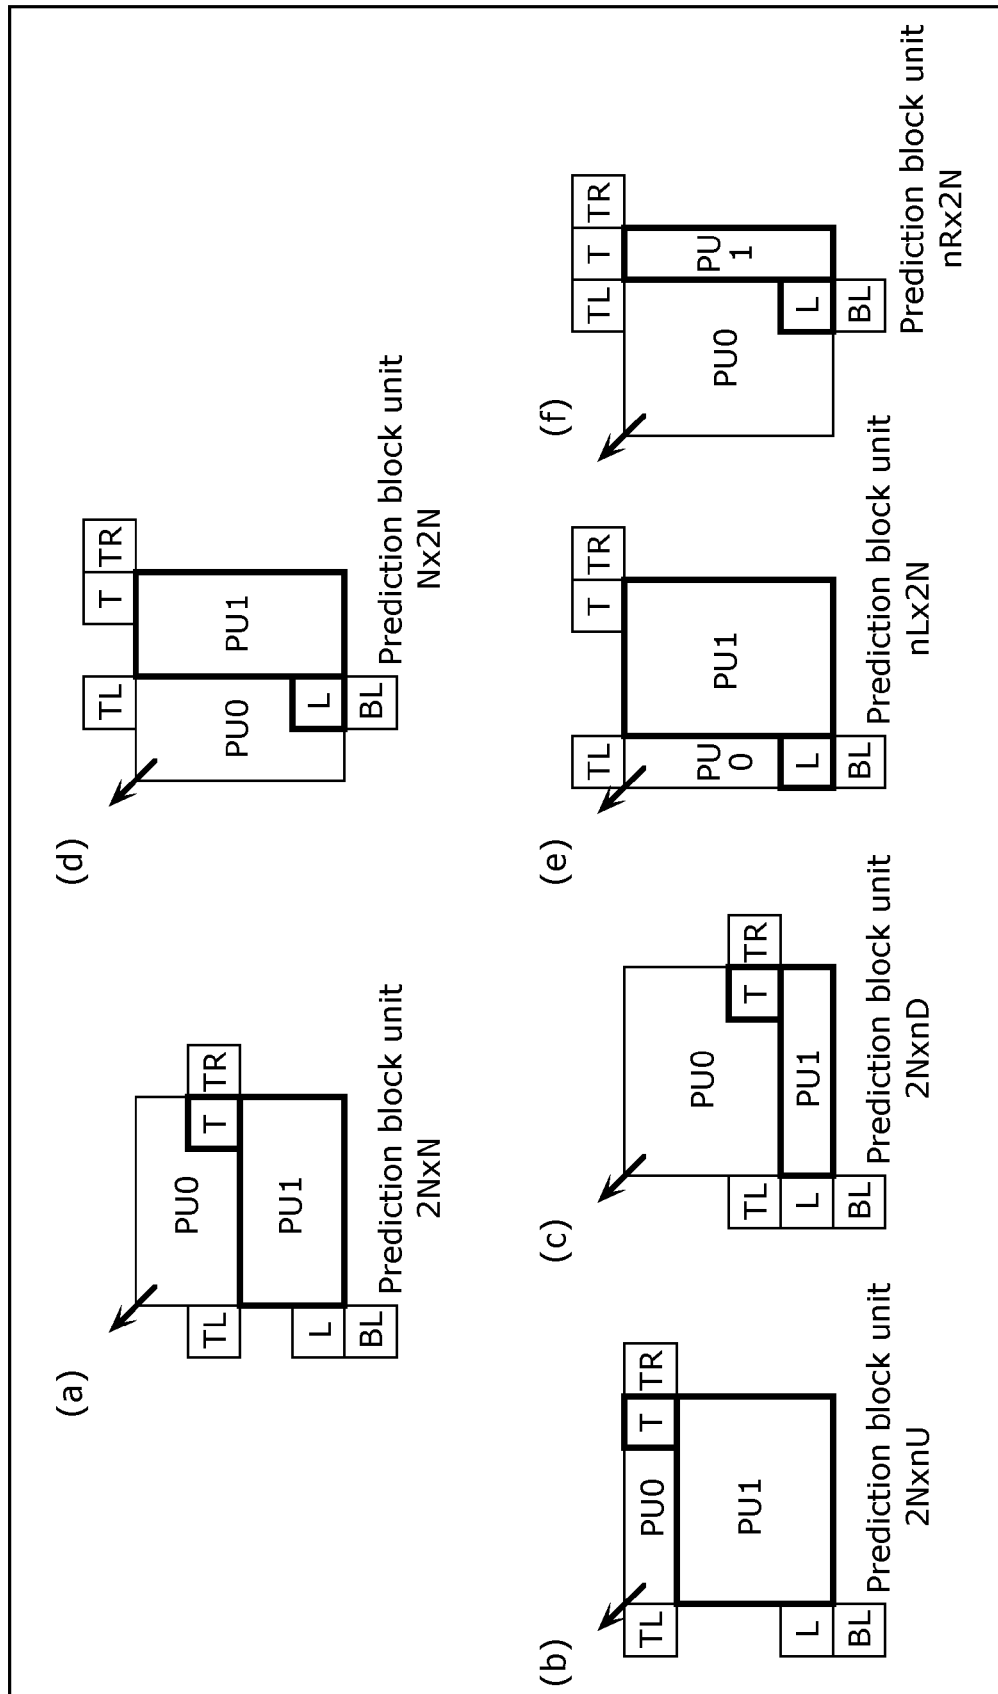 (a)
PU0
T
TR
TL
PU1
L
BL
Prediction block unit
2NxN
(d)
TL
T
TR
PU0
PU1
L
BL
Prediction block unit
Nx2N
(b)
TL
PU0
T
TR
PU1
L
BL
Prediction block unit
2NxnU
(c)
PU0
TL
T
TR
L
PU1
BL
Prediction block unit
2NxnD
(e)
TL
T
TR
PU
0
PU1
L
BL
Prediction block unit
nLx2N
(f)
TL
T
TR
PU0
PU
1
L
BL
Prediction block unit
nRx2N